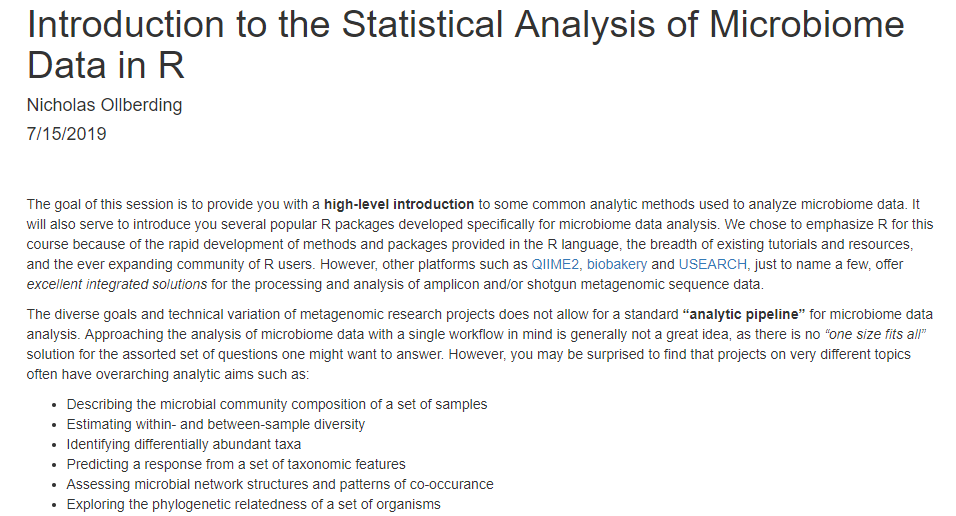 Introduction to the Statistical Analysis of Microbiome
Data in R
Nicholas Ollberding
7/15/2019
The goal of this session is to provide you with a high-level introduction to some common analytic methods used to analyze microbiome data. It
will also serve to introduce you several popular R packages developed specifically for microbiome data analysis. We chose to emphasize R for this
course because of the rapid development of methods and packages provided in the R language, the breadth of existing tutorials and resources,
and the ever expanding community of R users. However, other platforms such as QIIME2, biobakery and USEARCH, just to name a few, offer
excellent integrated solutions for the processing and analysis of amplicon and/or shotgun metagenomic sequence data.
The diverse goals and technical variation of metagenomic research projects does not allow for a standard “analytic pipeline” for microbiome data
analysis. Approaching the analysis of microbiome data with a single workflow in mind is generally not a great idea, as there is no “one size fits all”
solution for the assorted set of questions one might want to answer. However, you may be surprised to find that projects on very different topics
often have overarching analytic aims such as:
• Describing the microbial community composition of a set of samples
• Estimating within- and between-sample diversity
• Identifying differentially abundant taxa
• Predicting a response from a set of taxonomic features
• Assessing microbial network structures and patterns of co-occurance
• Exploring the phylogenetic relatedness of a set of organisms